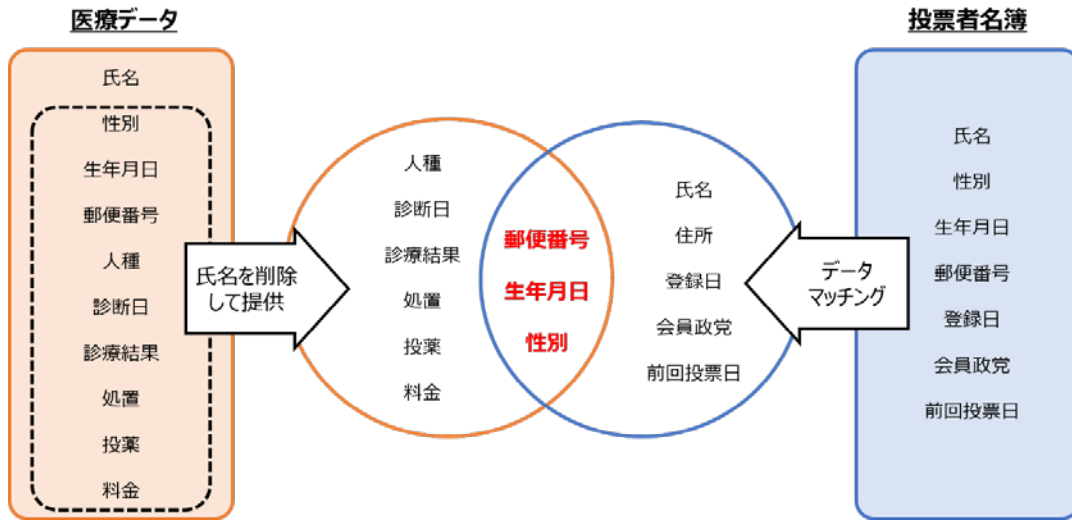 医療データ
氏名
性別
生年月日
郵便番号
人種
診断日
診療結果
処置
投薬
料金
氏名を削除
して提供
人種
診断日
診療結果
処置
投薬
料金
郵便番号
生年月日
性別
氏名
住所
登録日
会員政党
前回投票日
データ
マッチング
投票者名簿
氏名
性別
生年月日
郵便番号
登録日
会員政党
前回投票日